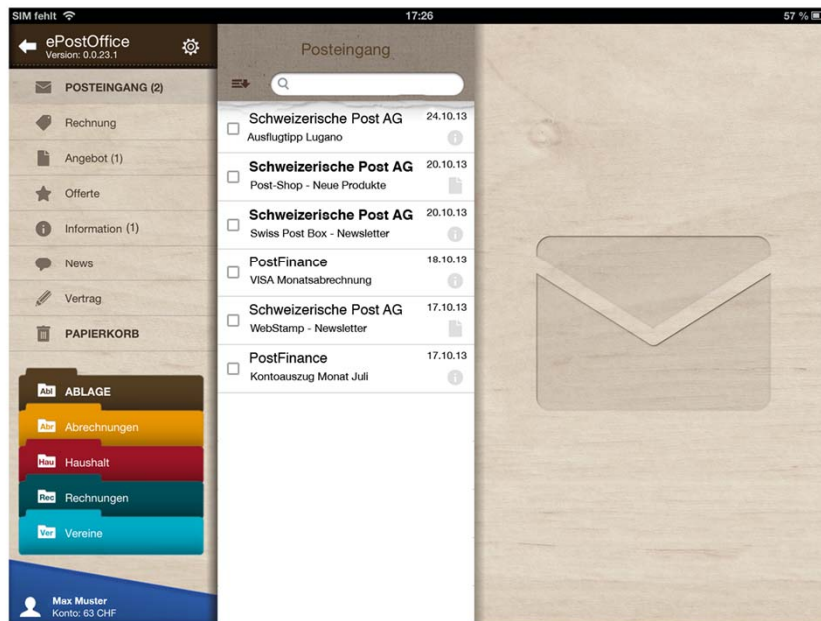 SIM fehlt
17:26
57 %
ePostOffice
Version: 0.0.23.1
POSTEINGANG (2)
Rechnung
Angebot (1)
Offerte
Information (1)
News
Vertrag
PAPIERKORB
Abl ABLAGE
Abr Abrechnungen
Hau Haushalt
Rec Rechnungen
Ver Vereine
Max Muster
Konto: 63 CHF
Posteingang
Schweizerische Post AG 24.10.13
Ausflugtipp Lugano
Schweizerische Post AG 20.10.13
Post-Shop - Neue Produkte
Schweizerische Post AG 20.10.13
Swiss Post Box - Newsletter
PostFinance 18.10.13
VISA Monatsabrechnung
Schweizerische Post AG 17.10.13
WebStamp - Newsletter
PostFinance 17.10.13
Kontoauszug Monat Juli